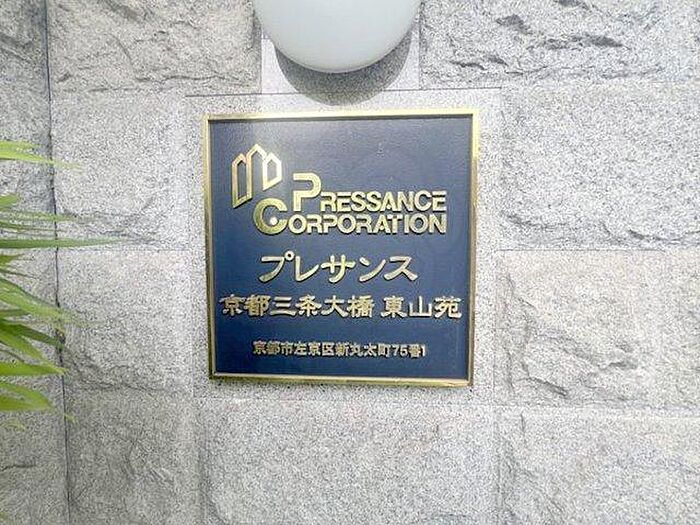 PRESSANCE
CORPORATION
プレサンス
京都三条大橋 東山苑
京都市左京区新丸太町75番1